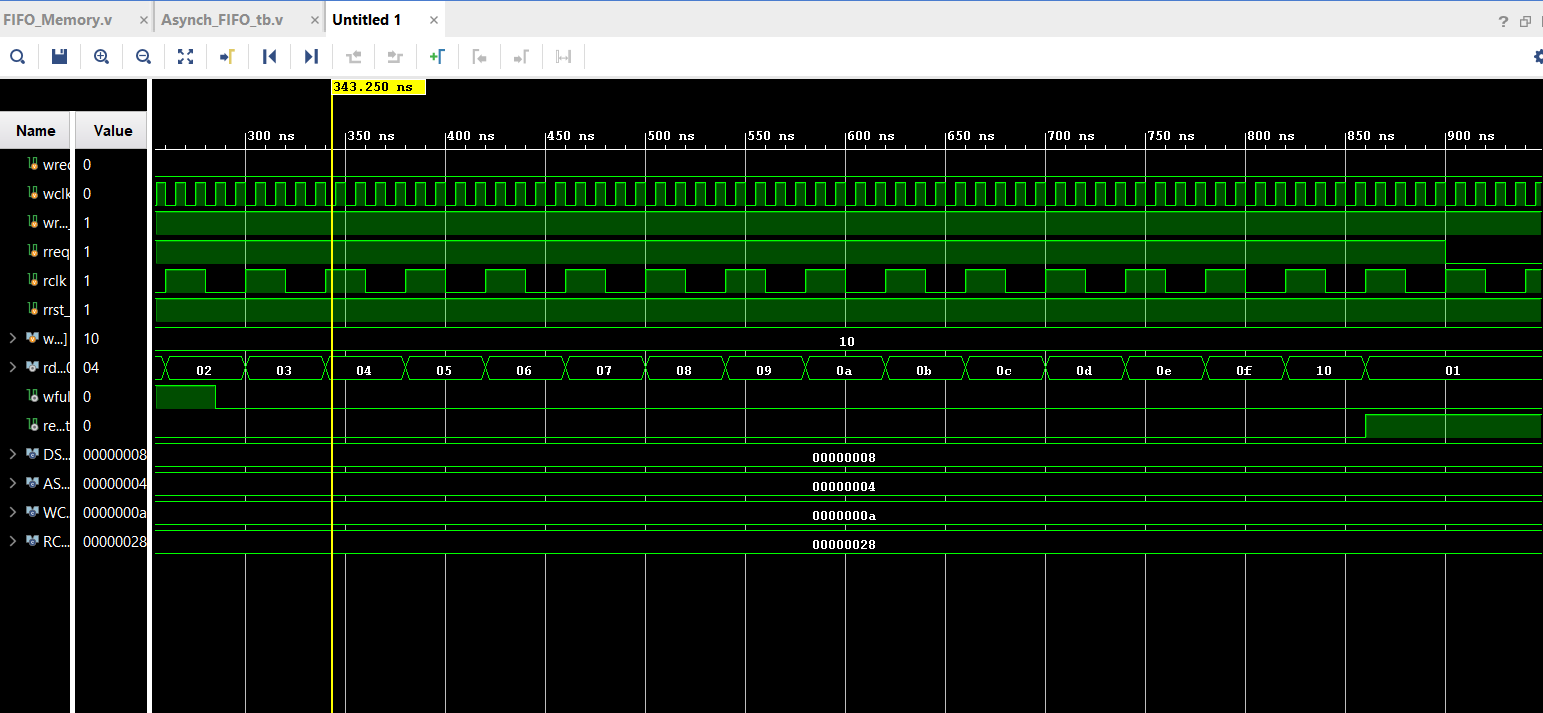 FIFO_Memory.v × Asynch_FIFO_tb.v × Untitled 1 ×
?
343.250 ns
300 ns 350 ns 400 ns 450 ns 500 ns 550 ns 600 ns 650 ns 700 ns 750 ns 800 ns 850 ns 900 ns
Name Value
wrec 0
wclk 0
wr... 1
rreq 1
rclk 1
rrst_ 1
w...] 10 10
rd...0 04 02 03 04 05 06 07 08 09 0a 0b 0c 0d 0e 0f 10 01
wful 0
re...t 0
DS... 00000008 00000008
AS... 00000004 00000004
WC... 0000000a 0000000a
RC... 00000028 00000028